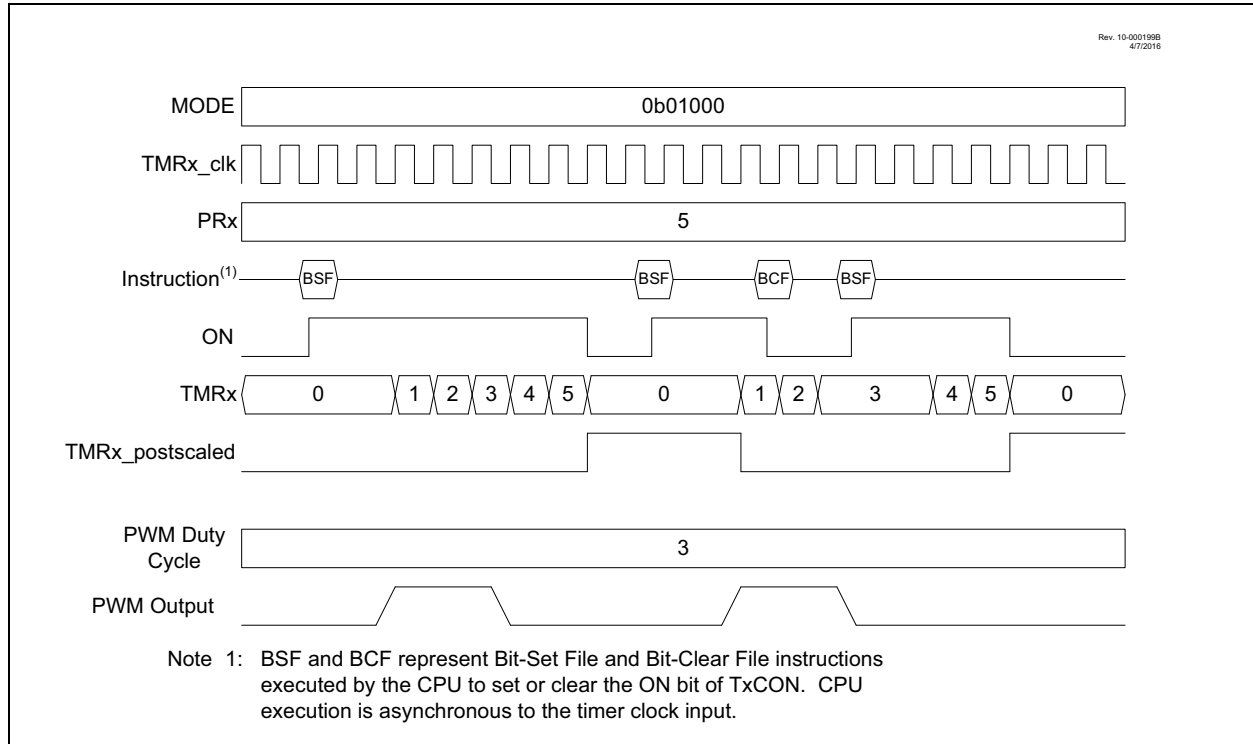 Rev. 10-000199B
4/7/2016
MODE 0b01000
TMRx_clk
PRx 5
Instruction(1) BSF BSF BCF BSF
ON
TMRx 0 1 2 3 4 5 0 1 2 3 4 5 0
TMRx_postscaled
PWM Duty
Cycle
3
PWM Output
Note 1: BSF and BCF represent Bit-Set File and Bit-Clear File instructions
executed by the CPU to set or clear the ON bit of TxCON. CPU
execution is asynchronous to the timer clock input.